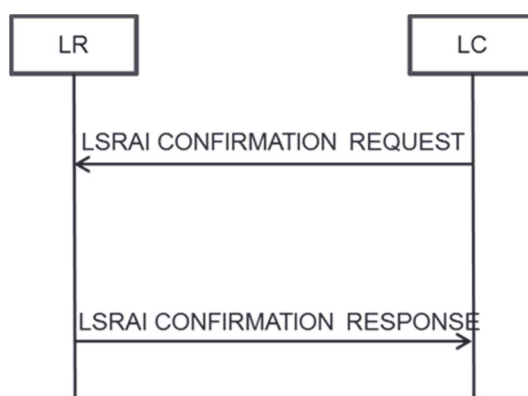 LR
LC
LSRAI CONFIRMATION REQUEST
LSRAI CONFIRMATION RESPONSE